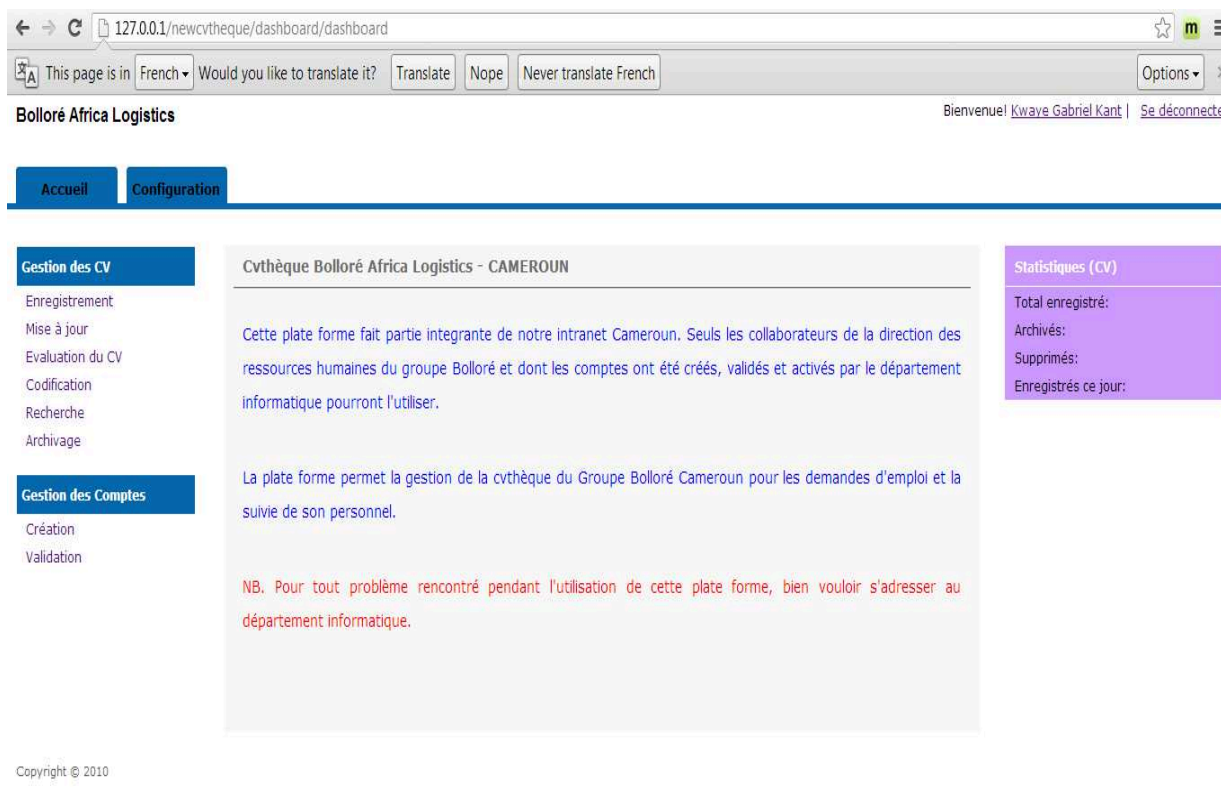 127.0.0.1/newcvtheque/dashboard/dashboard
m
This page is in French Would you like to translate it? Translate Nope Never translate French Options
Bolloré Africa Logistics
Bienvenue! Kwaye Gabriel Kant | Se déconnecte
Accueil Configuration
Gestion des CV
Enregistrement
Mise à jour
Evaluation du CV
Codification
Recherche
Archivage
Gestion des Comptes
Création
Validation
Cvthèque Bolloré Africa Logistics - CAMEROUN
Cette plate forme fait partie integrante de notre intranet Cameroun. Seuls les collaborateurs de la direction des
ressources humaines du groupe Bolloré et dont les comptes ont été créés, validés et activés par le département
informatique pourront l'utiliser.
La plate forme permet la gestion de la cvthèque du Groupe Bolloré Cameroun pour les demandes d'emploi et la
suivie de son personnel.
NB. Pour tout problème rencontré pendant l'utilisation de cette plate forme, bien vouloir s'adresser au
département informatique.
Statistiques (CV)
Total enregistré:
Archivés:
Supprimés:
Enregistrés ce jour:
Copyright © 2010